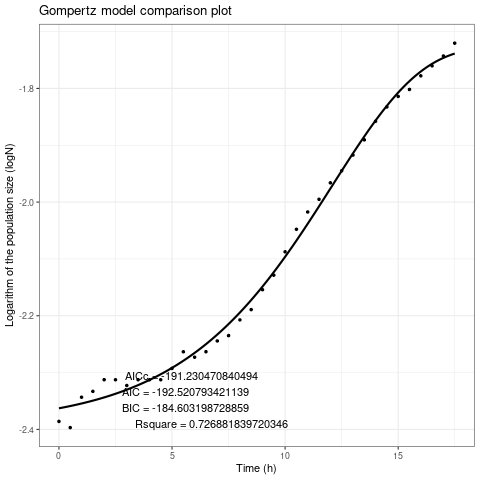 Gompertz model comparison plot
Logarithm of the population size (logN)
-1.8
-2.0
-2.2
-2.4
AICc = -191.230470840494
AIC = -192.520793421139
BIC = -184.603198728859
Rsquare = 0.726881839720346
0 5 10 15
Time (h)